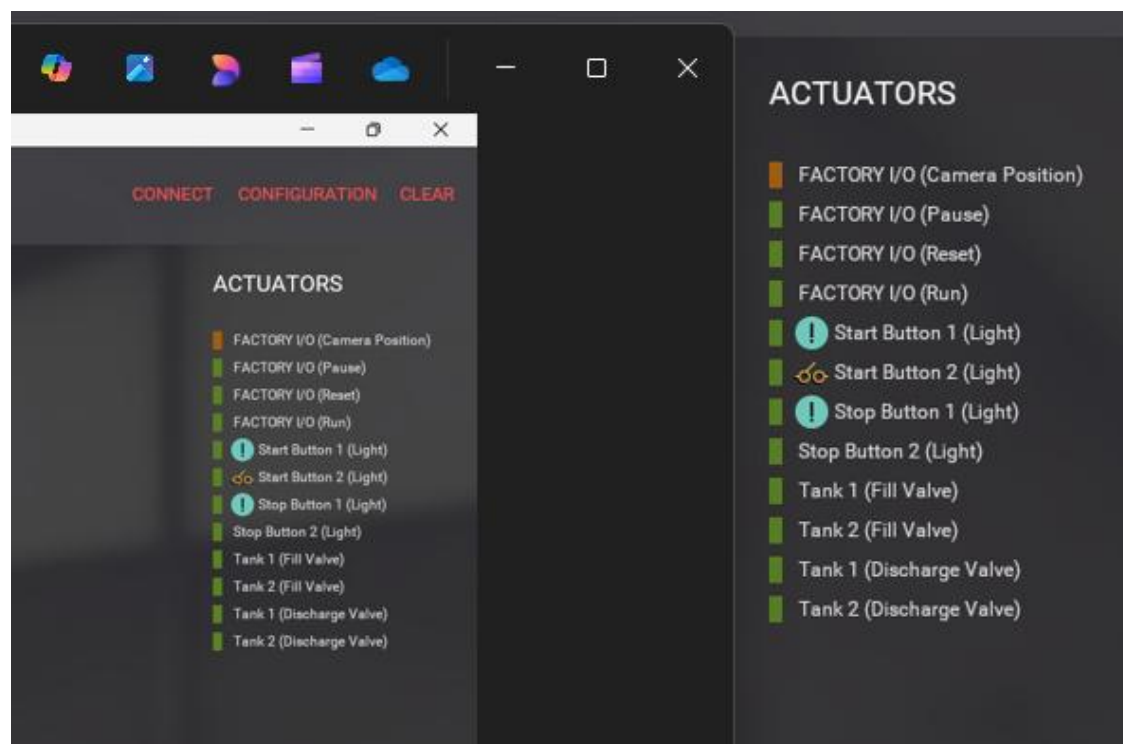 CONNECT CONFIGURATION CLEAR
ACTUATORS
FACTORY I/O (Camera Position)
FACTORY I/O (Pause)
FACTORY I/O (Reset)
FACTORY I/O (Run)
! Start Button 1 (Light)
Start Button 2 (Light)
! Stop Button 1 (Light)
Stop Button 2 (Light)
Tank 1 (Fill Valve)
Tank 2 (Fill Valve)
Tank 1 (Discharge Valve)
Tank 2 (Discharge Valve)
ACTUATORS
FACTORY I/O (Camera Position)
FACTORY I/O (Pause)
FACTORY I/O (Reset)
FACTORY I/O (Run)
! Start Button 1 (Light)
Start Button 2 (Light)
! Stop Button 1 (Light)
Stop Button 2 (Light)
Tank 1 (Fill Valve)
Tank 2 (Fill Valve)
Tank 1 (Discharge Valve)
Tank 2 (Discharge Valve)